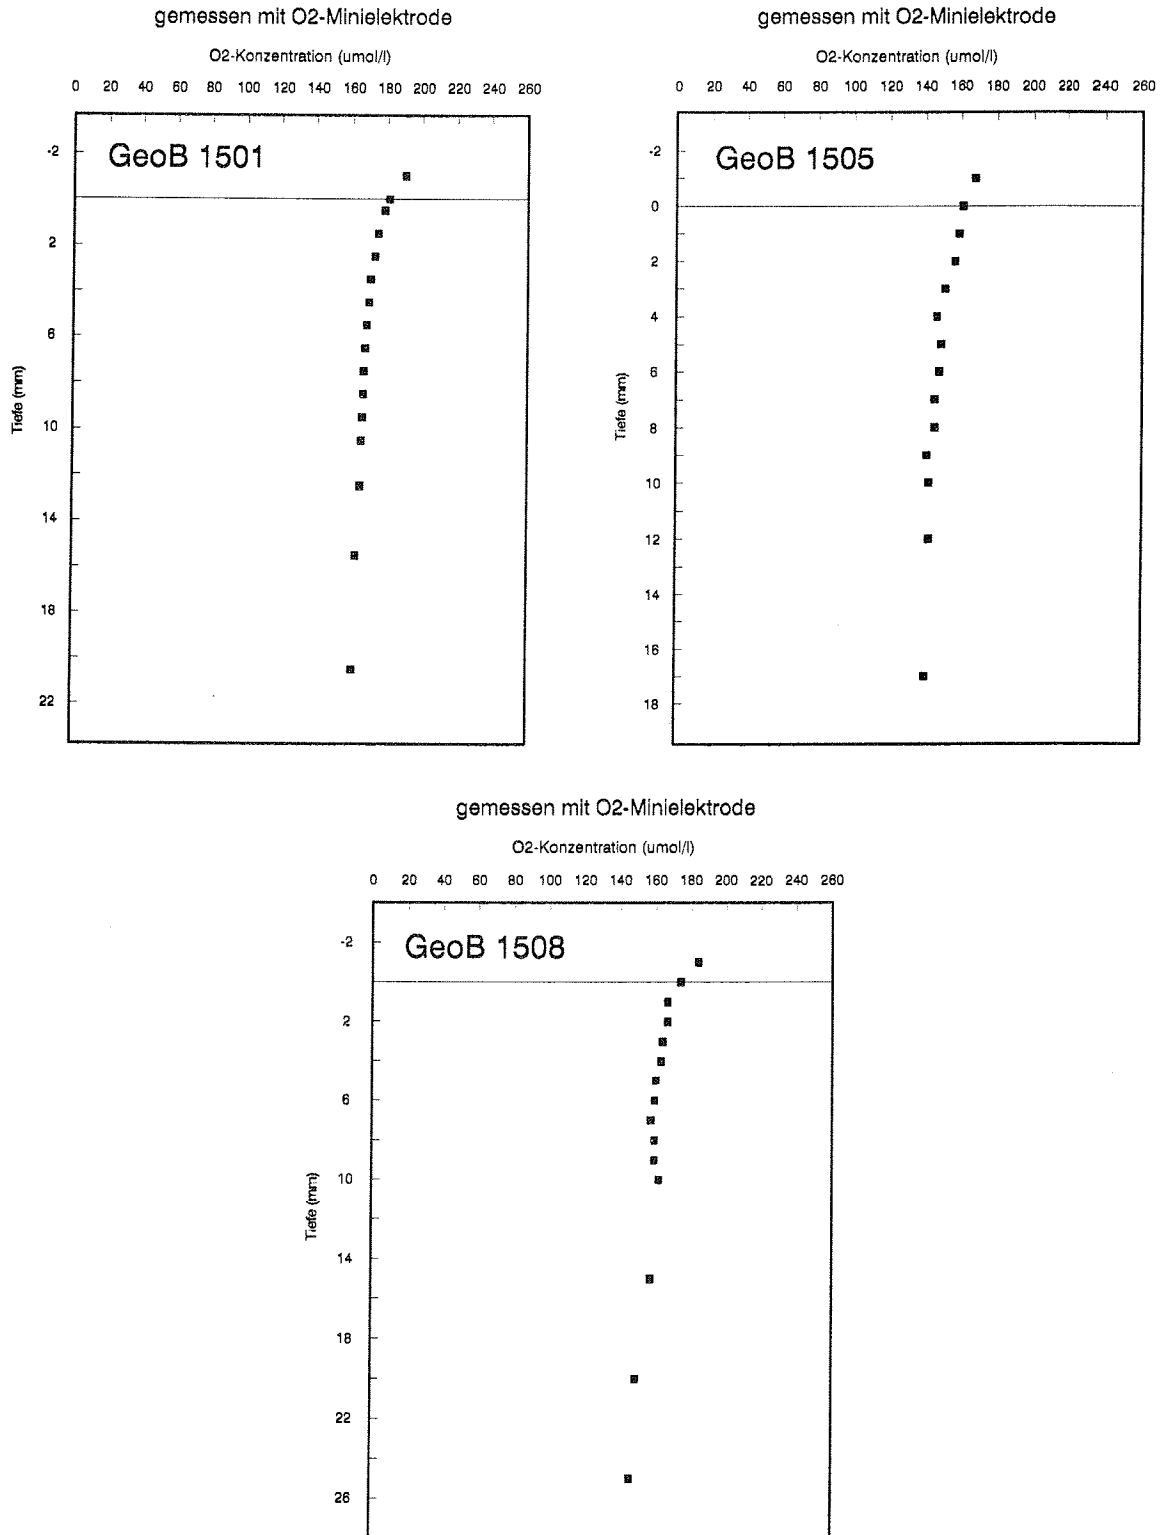 gemessen mit O2-Minielektrode
O2-Konzentration (umol/l)
0 20 40 60 80 100 120 140 160 180 200 220 240 260
GeoB 1501
-2
2
6
10
14
18
22
Tiefe (mm)
gemessen mit O2-Minielektrode
O2-Konzentration (umol/l)
0 20 40 60 80 100 120 140 160 180 200 220 240 260
GeoB 1505
-2
0
2
4
6
8
10
12
14
16
18
Tiefe (mm)
gemessen mit O2-Minielektrode
O2-Konzentration (umol/l)
0 20 40 60 80 100 120 140 160 180 200 220 240 260
GeoB 1508
-2
2
6
10
14
18
22
26
Tiefe (mm)